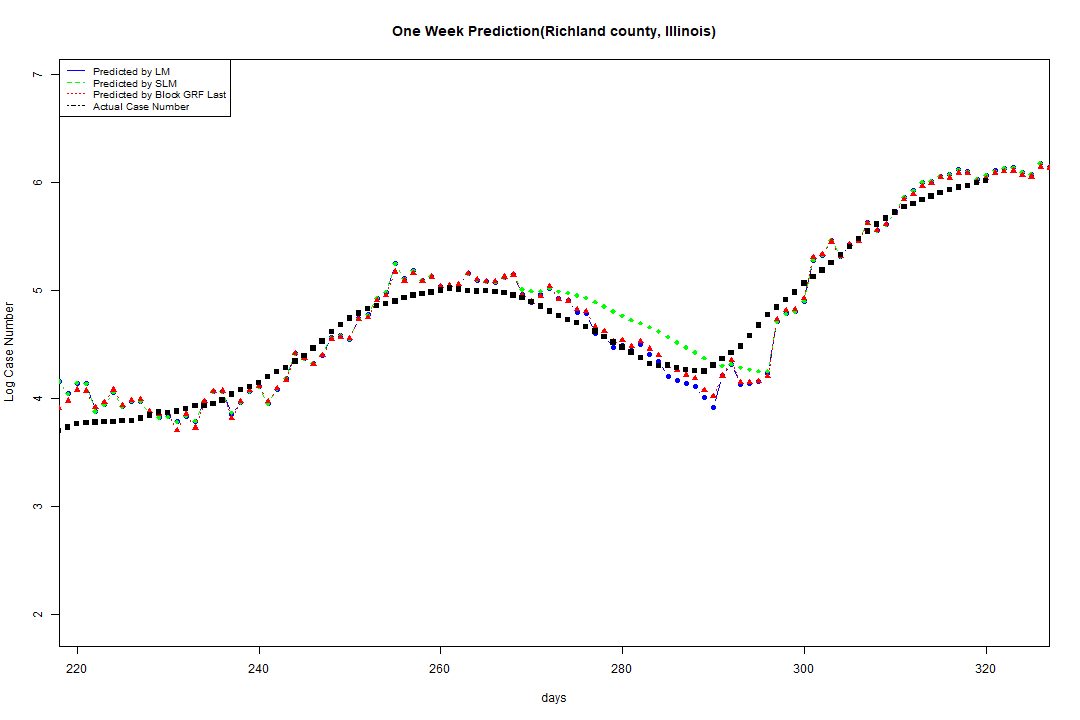 One Week Prediction(Richland county, Illinois)
Predicted by LM
Predicted by SLM
Predicted by Block GRF Last
Actual Case Number
7
6
5
4
3
2
Log Case Number
220 240 260 280 300 320
days